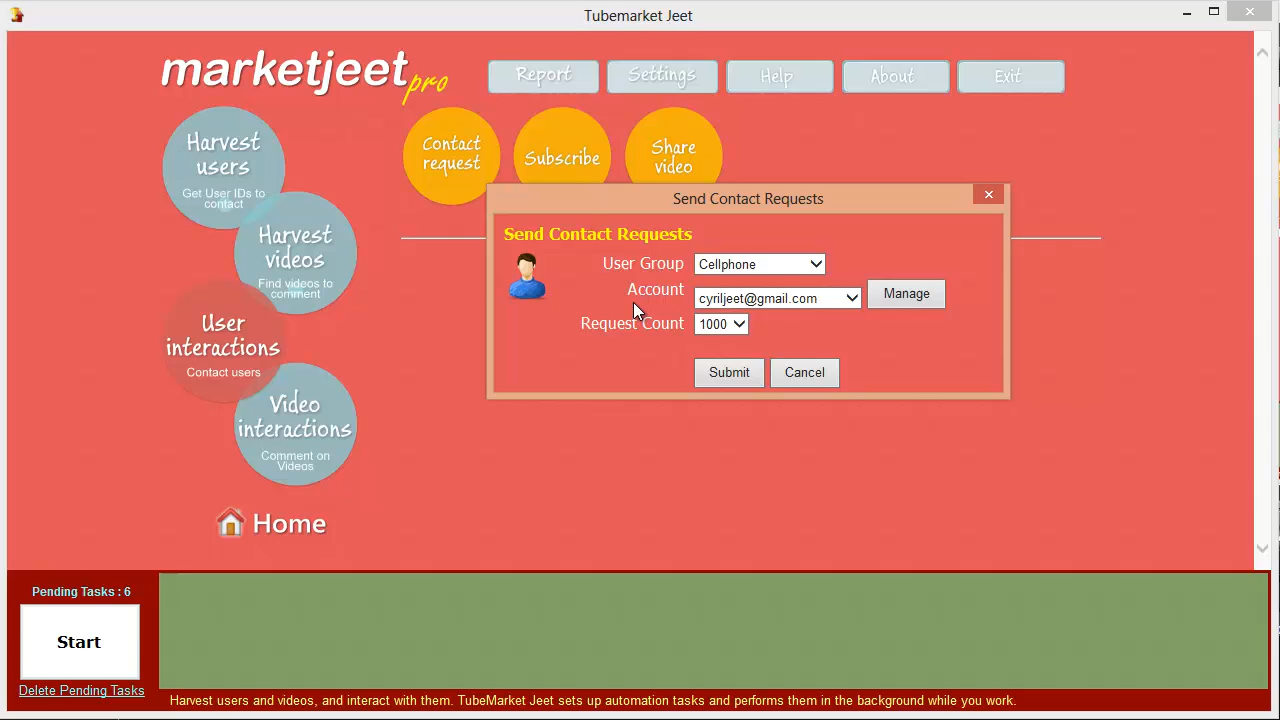 Tubemarket Jeet
marketjeet pro
Report
Settings
Help
About
Exit
Harvest
users
Get User IDs to
contact
Contact
request
Subscribe
Share
video
Harvest
videos
Find videos to
comment
User
interactions
Contact users
Video
interactions
Comment on
Videos
Home
Send Contact Requests
Send Contact Requests
User Group
Cellphone
Account
cyriljeet@gmail.com
Manage
Request Count
1000
Submit
Cancel
Pending Tasks : 6
Start
Delete Pending Tasks
Harvest users and videos, and interact with them. TubeMarket Jeet sets up automation tasks and performs them in the background while you work.